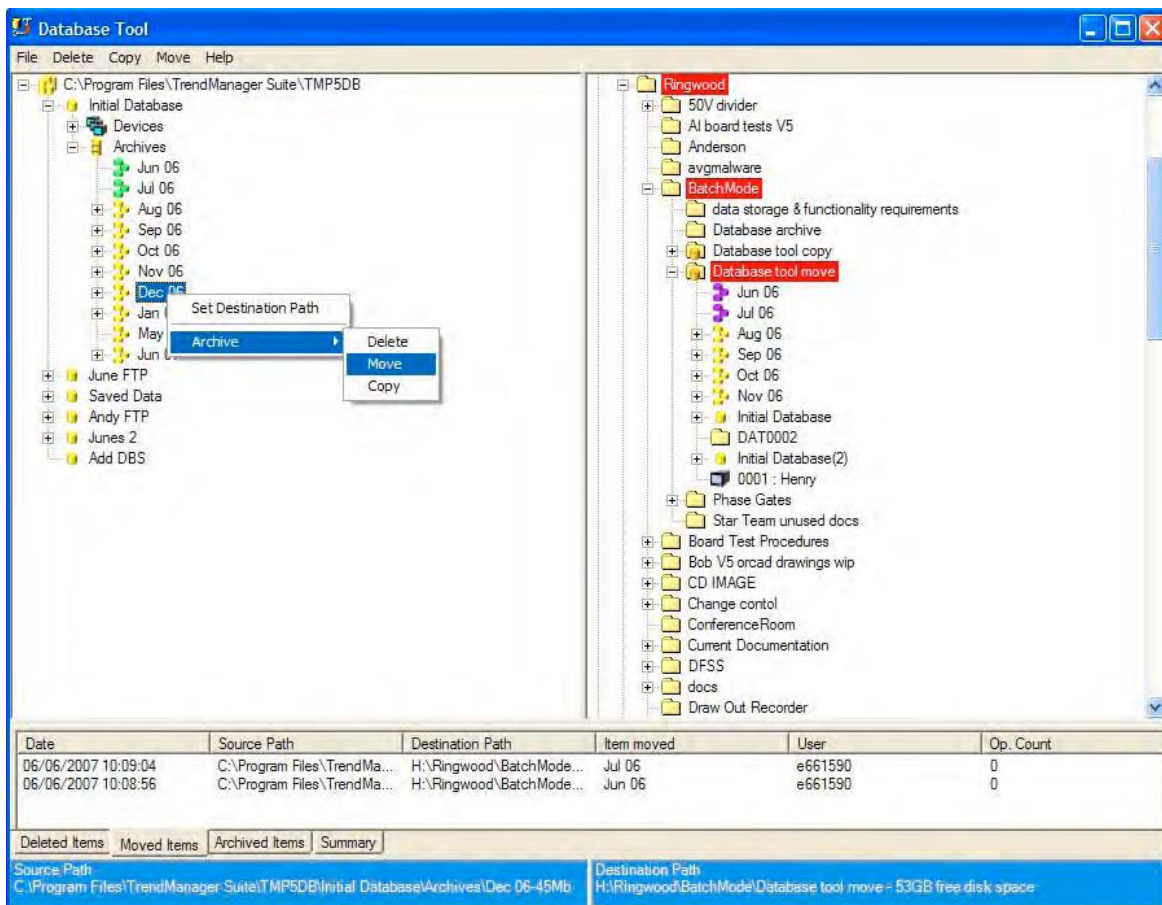 Database Tool
File Delete Copy Move Help
C:\Program Files\TrendManager Suite\TMP5DB
Initial Database
Devices
Archives
Jun 06
Jul 06
Aug 06
Sep 06
Oct 06
Nov 06
Dec 06
Jan
May
Jun
June FTP
Saved Data
Andy FTP
Junes 2
Add DBS
Set Destination Path
Archive
Delete
Move
Copy
Ringwood
50V divider
AI board tests V5
Anderson
avgmalware
BatchMode
data storage & functionality requirements
Database archive
Database tool copy
Database tool move
Jun 06
Jul 06
Aug 06
Sep 06
Oct 06
Nov 06
Initial Database
DAT0002
Initial Database(2)
0001 : Henry
Phase Gates
Star Team unused docs
Board Test Procedures
Bob V5 orcad drawings wip
CD IMAGE
Change contol
ConferenceRoom
Current Documentation
DFSS
docs
Draw Out Recorder
Date Source Path Destination Path Item moved User Op. Count
06/06/2007 10:09:04 C:\Program Files\TrendMa... H:\Ringwood\BatchMode... Jul 06 e661590 0
06/06/2007 10:08:56 C:\Program Files\TrendMa... H:\Ringwood\BatchMode... Jun 06 e661590 0
Deleted Items Moved Items Archived Items Summary
Source Path
C:\Program Files\TrendManager Suite\TMP5DB\Initial Database\Archives\Dec 06-45Mb
Destination Path
H:\Ringwood\BatchMode\Database tool move - 53GB free disk space